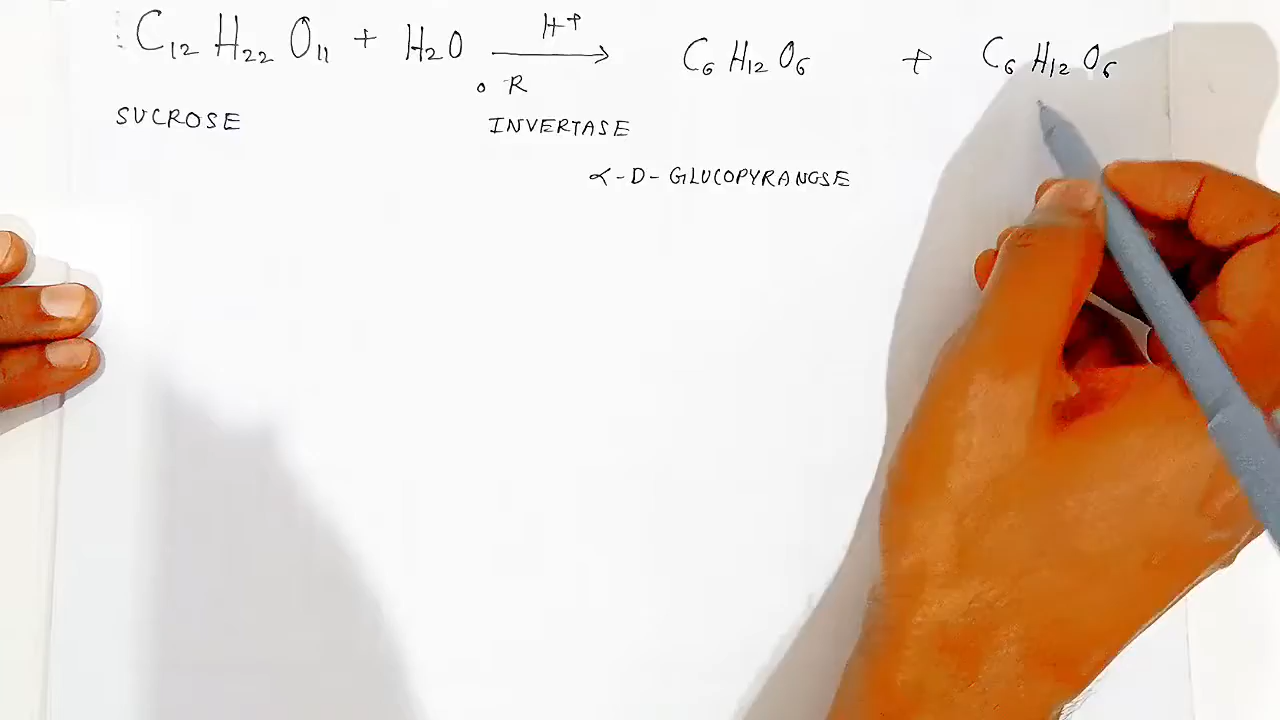 C12 H22 O11 + H2O H+ → C6 H12 O6 + C6 H12 O6
OR
SUCROSE INVERTASE
α-D-GLUCOPYRANOSE